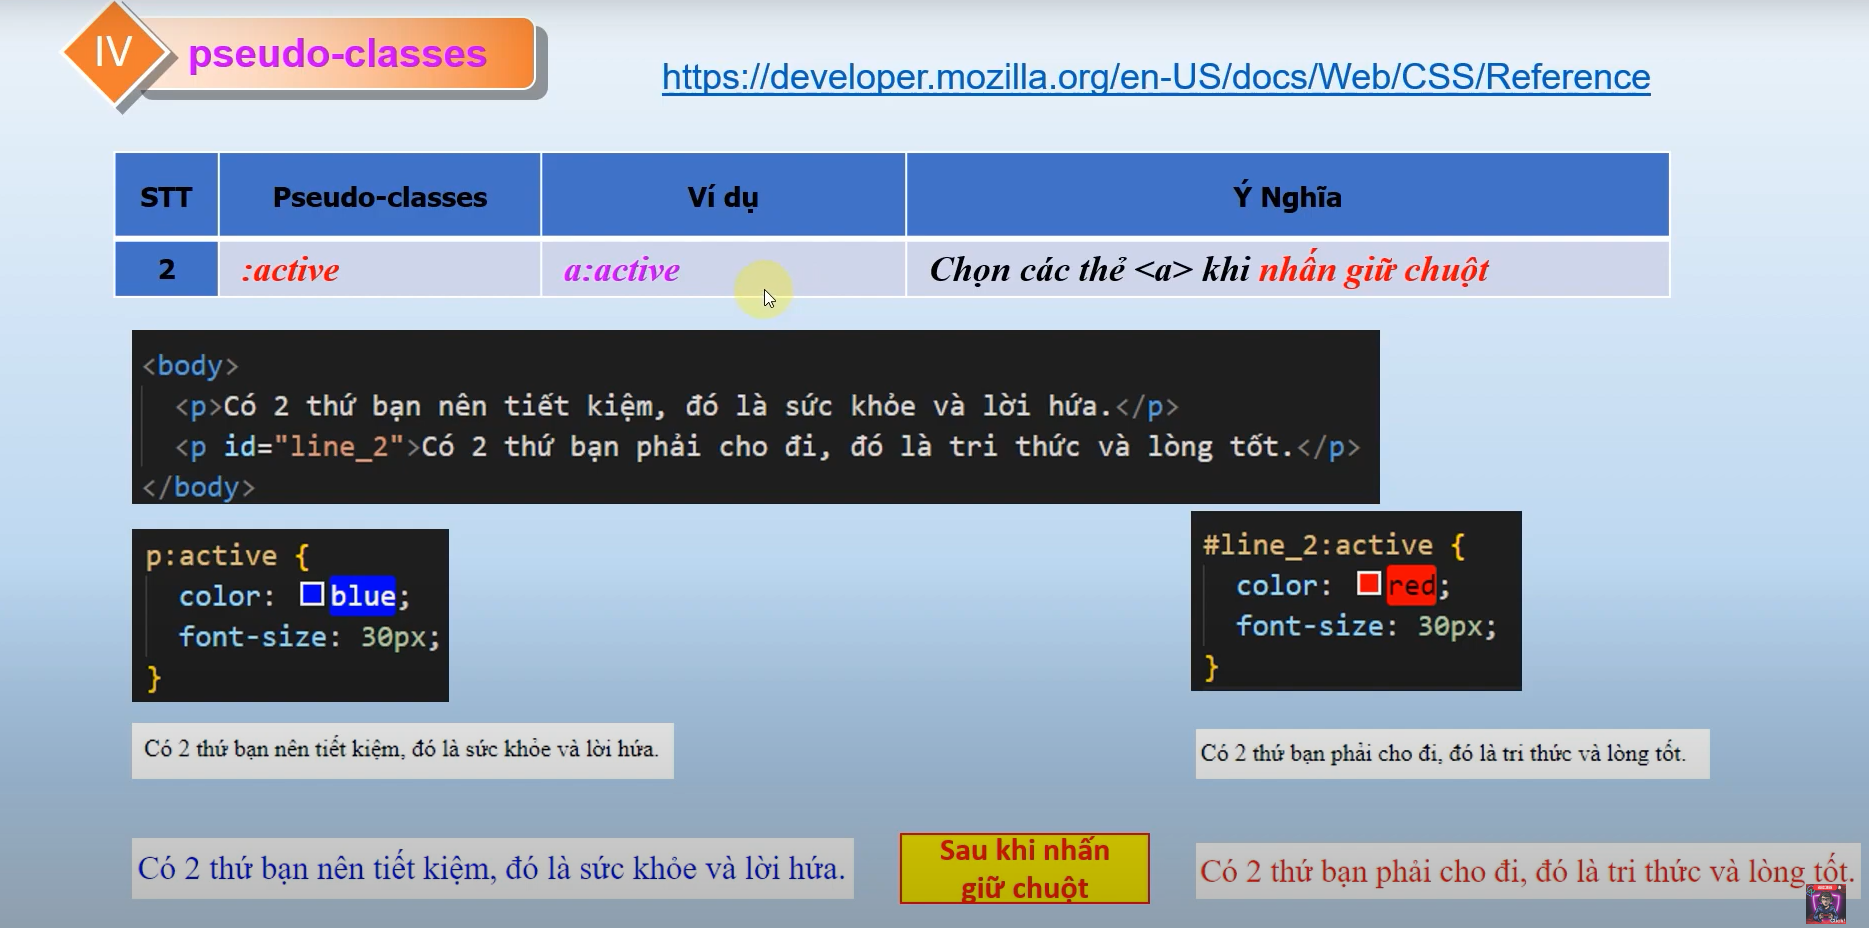 IV
pseudo-classes
https://developer.mozilla.org/en-US/docs/Web/CSS/Reference
STT Pseudo-classes Ví dụ Ý Nghĩa
2 :active a:active Chọn các thẻ <a> khi nhấn giữ chuột
<body>
<p>Có 2 thứ bạn nên tiết kiệm, đó là sức khỏe và lời hứa.</p>
<p id="line_2">Có 2 thứ bạn phải cho đi, đó là tri thức và lòng tốt.</p>
</body>
p:active {
color: blue;
font-size: 30px;
}
#line_2:active {
color: red;
font-size: 30px;
}
Có 2 thứ bạn nên tiết kiệm, đó là sức khỏe và lời hứa.
Có 2 thứ bạn phải cho đi, đó là tri thức và lòng tốt.
Có 2 thứ bạn nên tiết kiệm, đó là sức khỏe và lời hứa.
Sau khi nhấn
giữ chuột
Có 2 thứ bạn phải cho đi, đó là tri thức và lòng tốt.